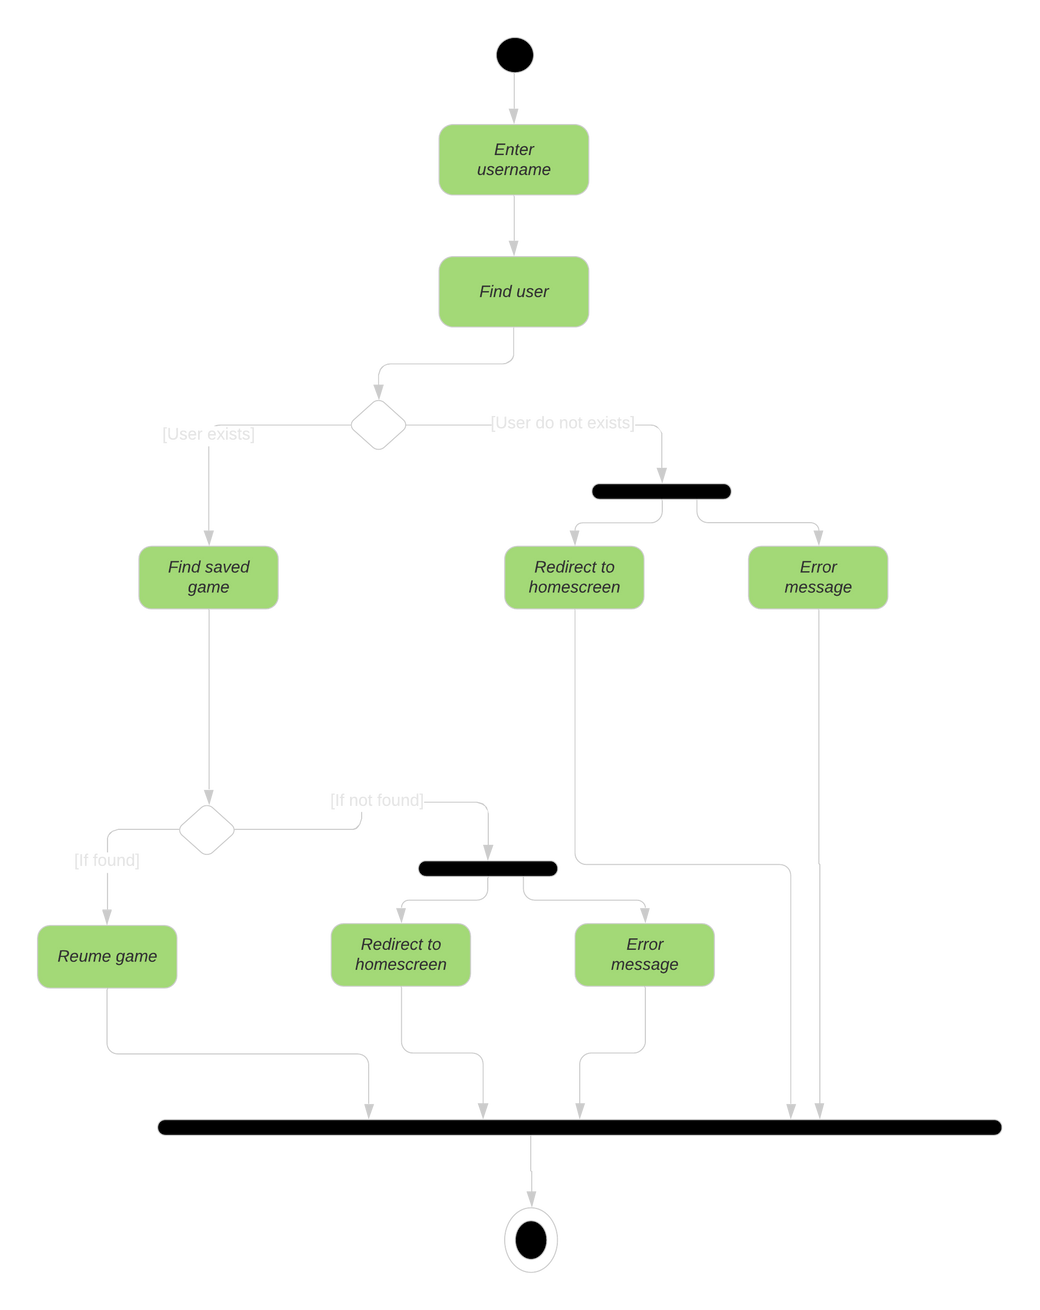 Enter
username
Find user
[User exists]
[User do not exists]
Find saved
game
Redirect to
homescreen
Error
message
[If not found]
[If found]
Reume game
Redirect to
homescreen
Error
message